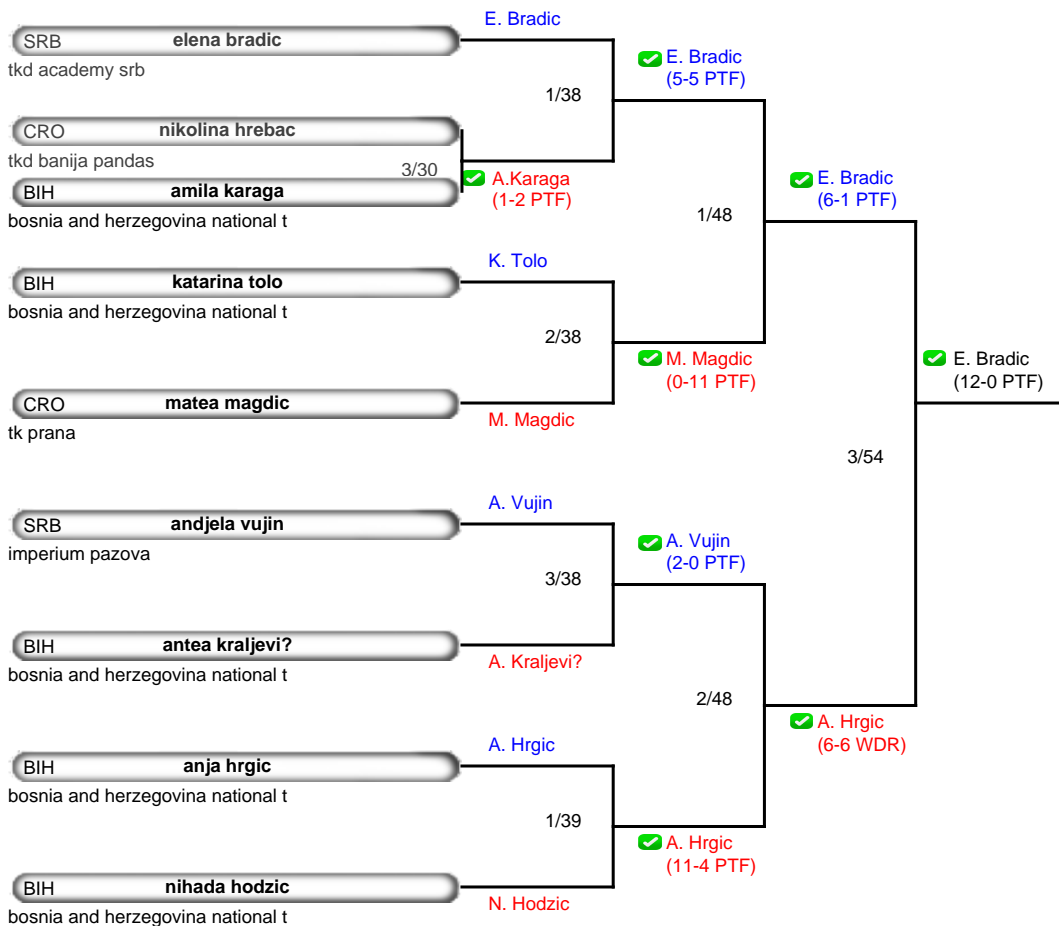 E. Bradic
SRB elena bradic
tkd academy srb
E. Bradic
(5-5 PTF)
1/38
CRO nikolina hrebac
tkd banija pandas
3/30
A.Karaga
(1-2 PTF)
BIH amila karaga
bosnia and herzegovina national t
E. Bradic
(6-1 PTF)
1/48
K. Tolo
BIH katarina tolo
bosnia and herzegovina national t
2/38
M. Magdic
(0-11 PTF)
E. Bradic
(12-0 PTF)
CRO matea magdic
tk prana
M. Magdic
3/54
A. Vujin
SRB andjela vujin
imperium pazova
A. Vujin
(2-0 PTF)
3/38
BIH antea kraljevi?
bosnia and herzegovina national t
A. Kraljevi?
2/48
A. Hrgic
(6-6 WDR)
A. Hrgic
BIH anja hrgic
bosnia and herzegovina national t
1/39
A. Hrgic
(11-4 PTF)
BIH nihada hodzic
bosnia and herzegovina national t
N. Hodzic